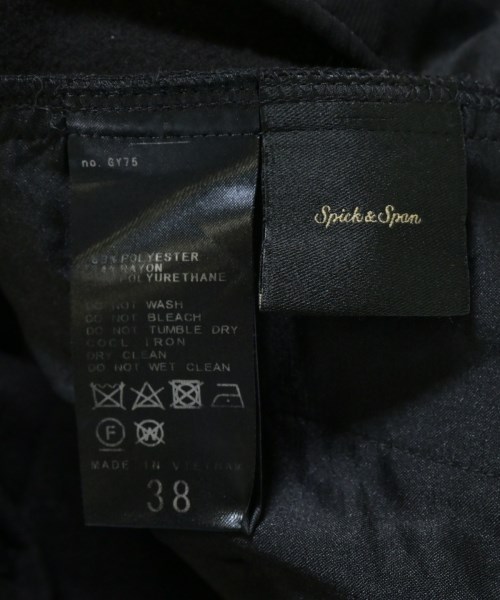 no. GY75
Spick & Span
POLYESTER
RAYON
POLYURETHANE
DO NOT WASH
DO NOT BLEACH
DO NOT TUMBLE DRY
COOL IRON
DRY CLEAN
DO NOT WET CLEAN
F
W
MADE IN VIETNAM
38